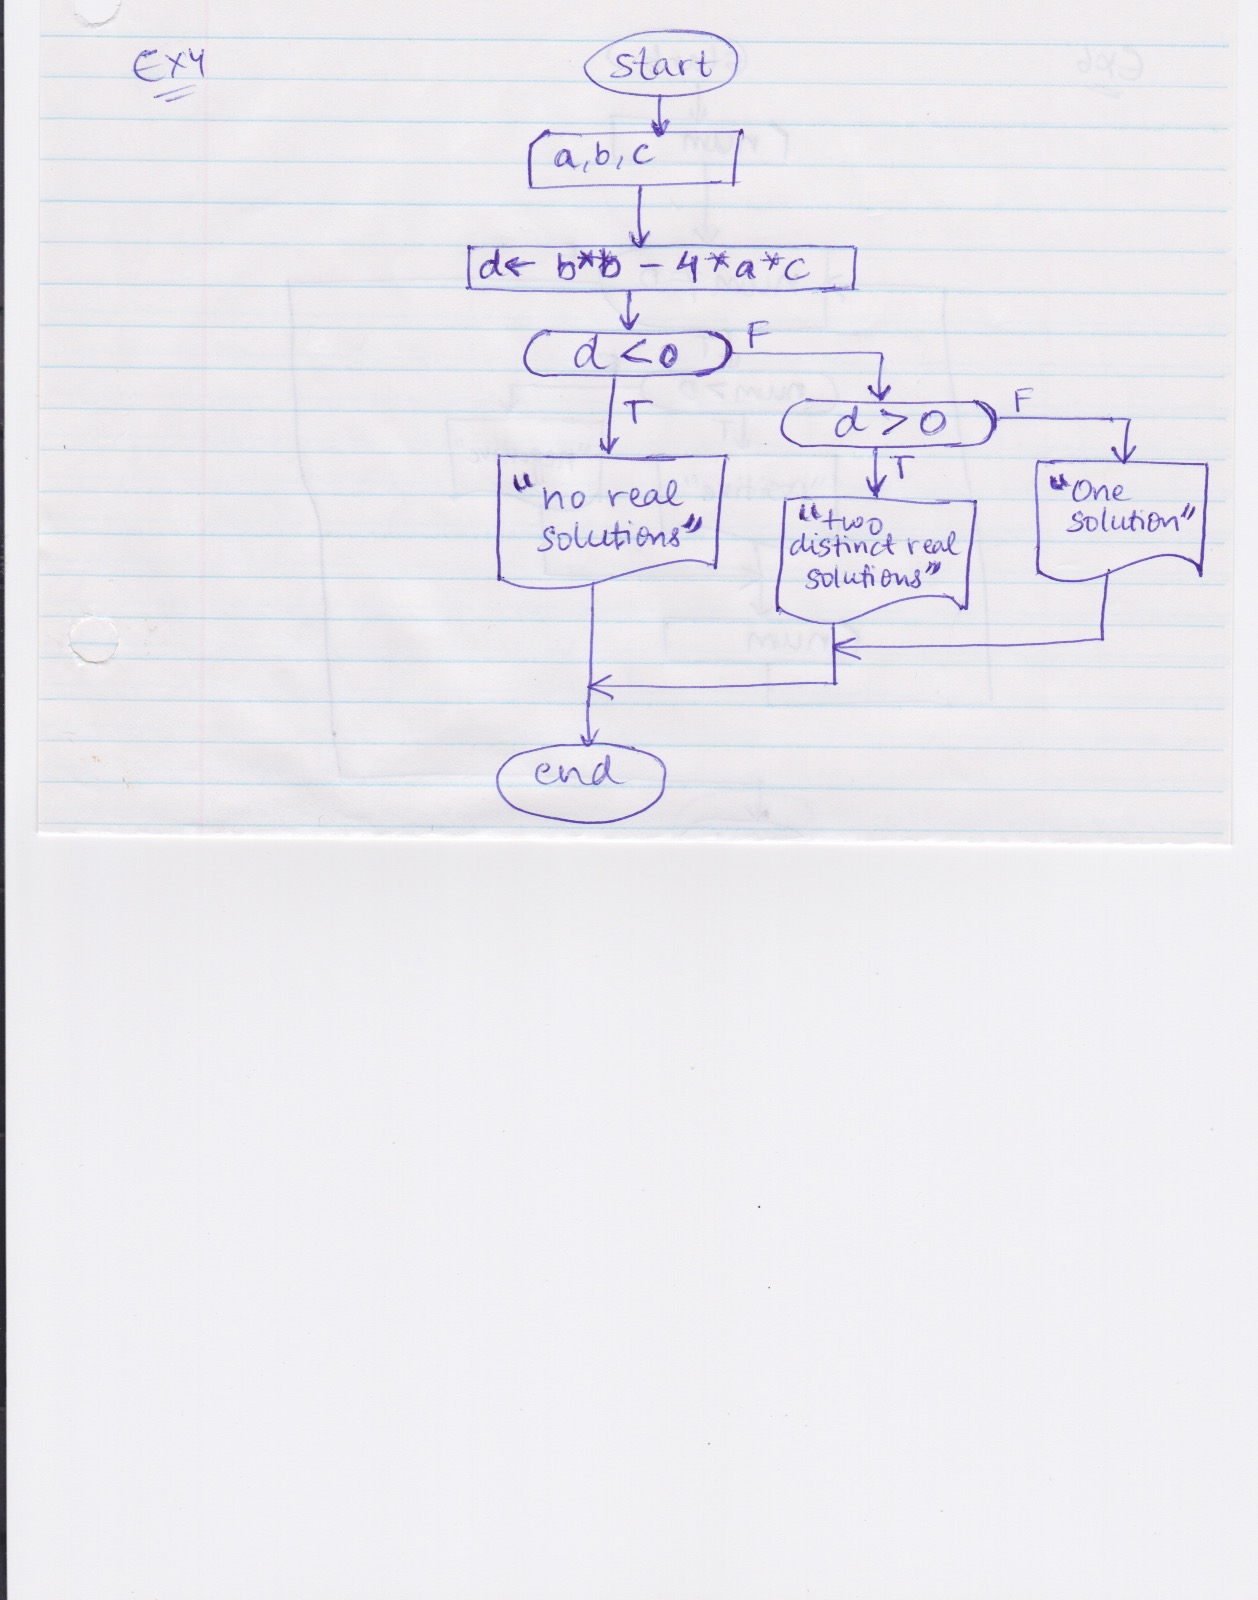 Ex4
start
a, b, c
d← b**b - 4*a*c
d < 0
F
T
d > 0
F
T
"no real
solutions"
"two
distinct real
solutions"
"One
solution"
end